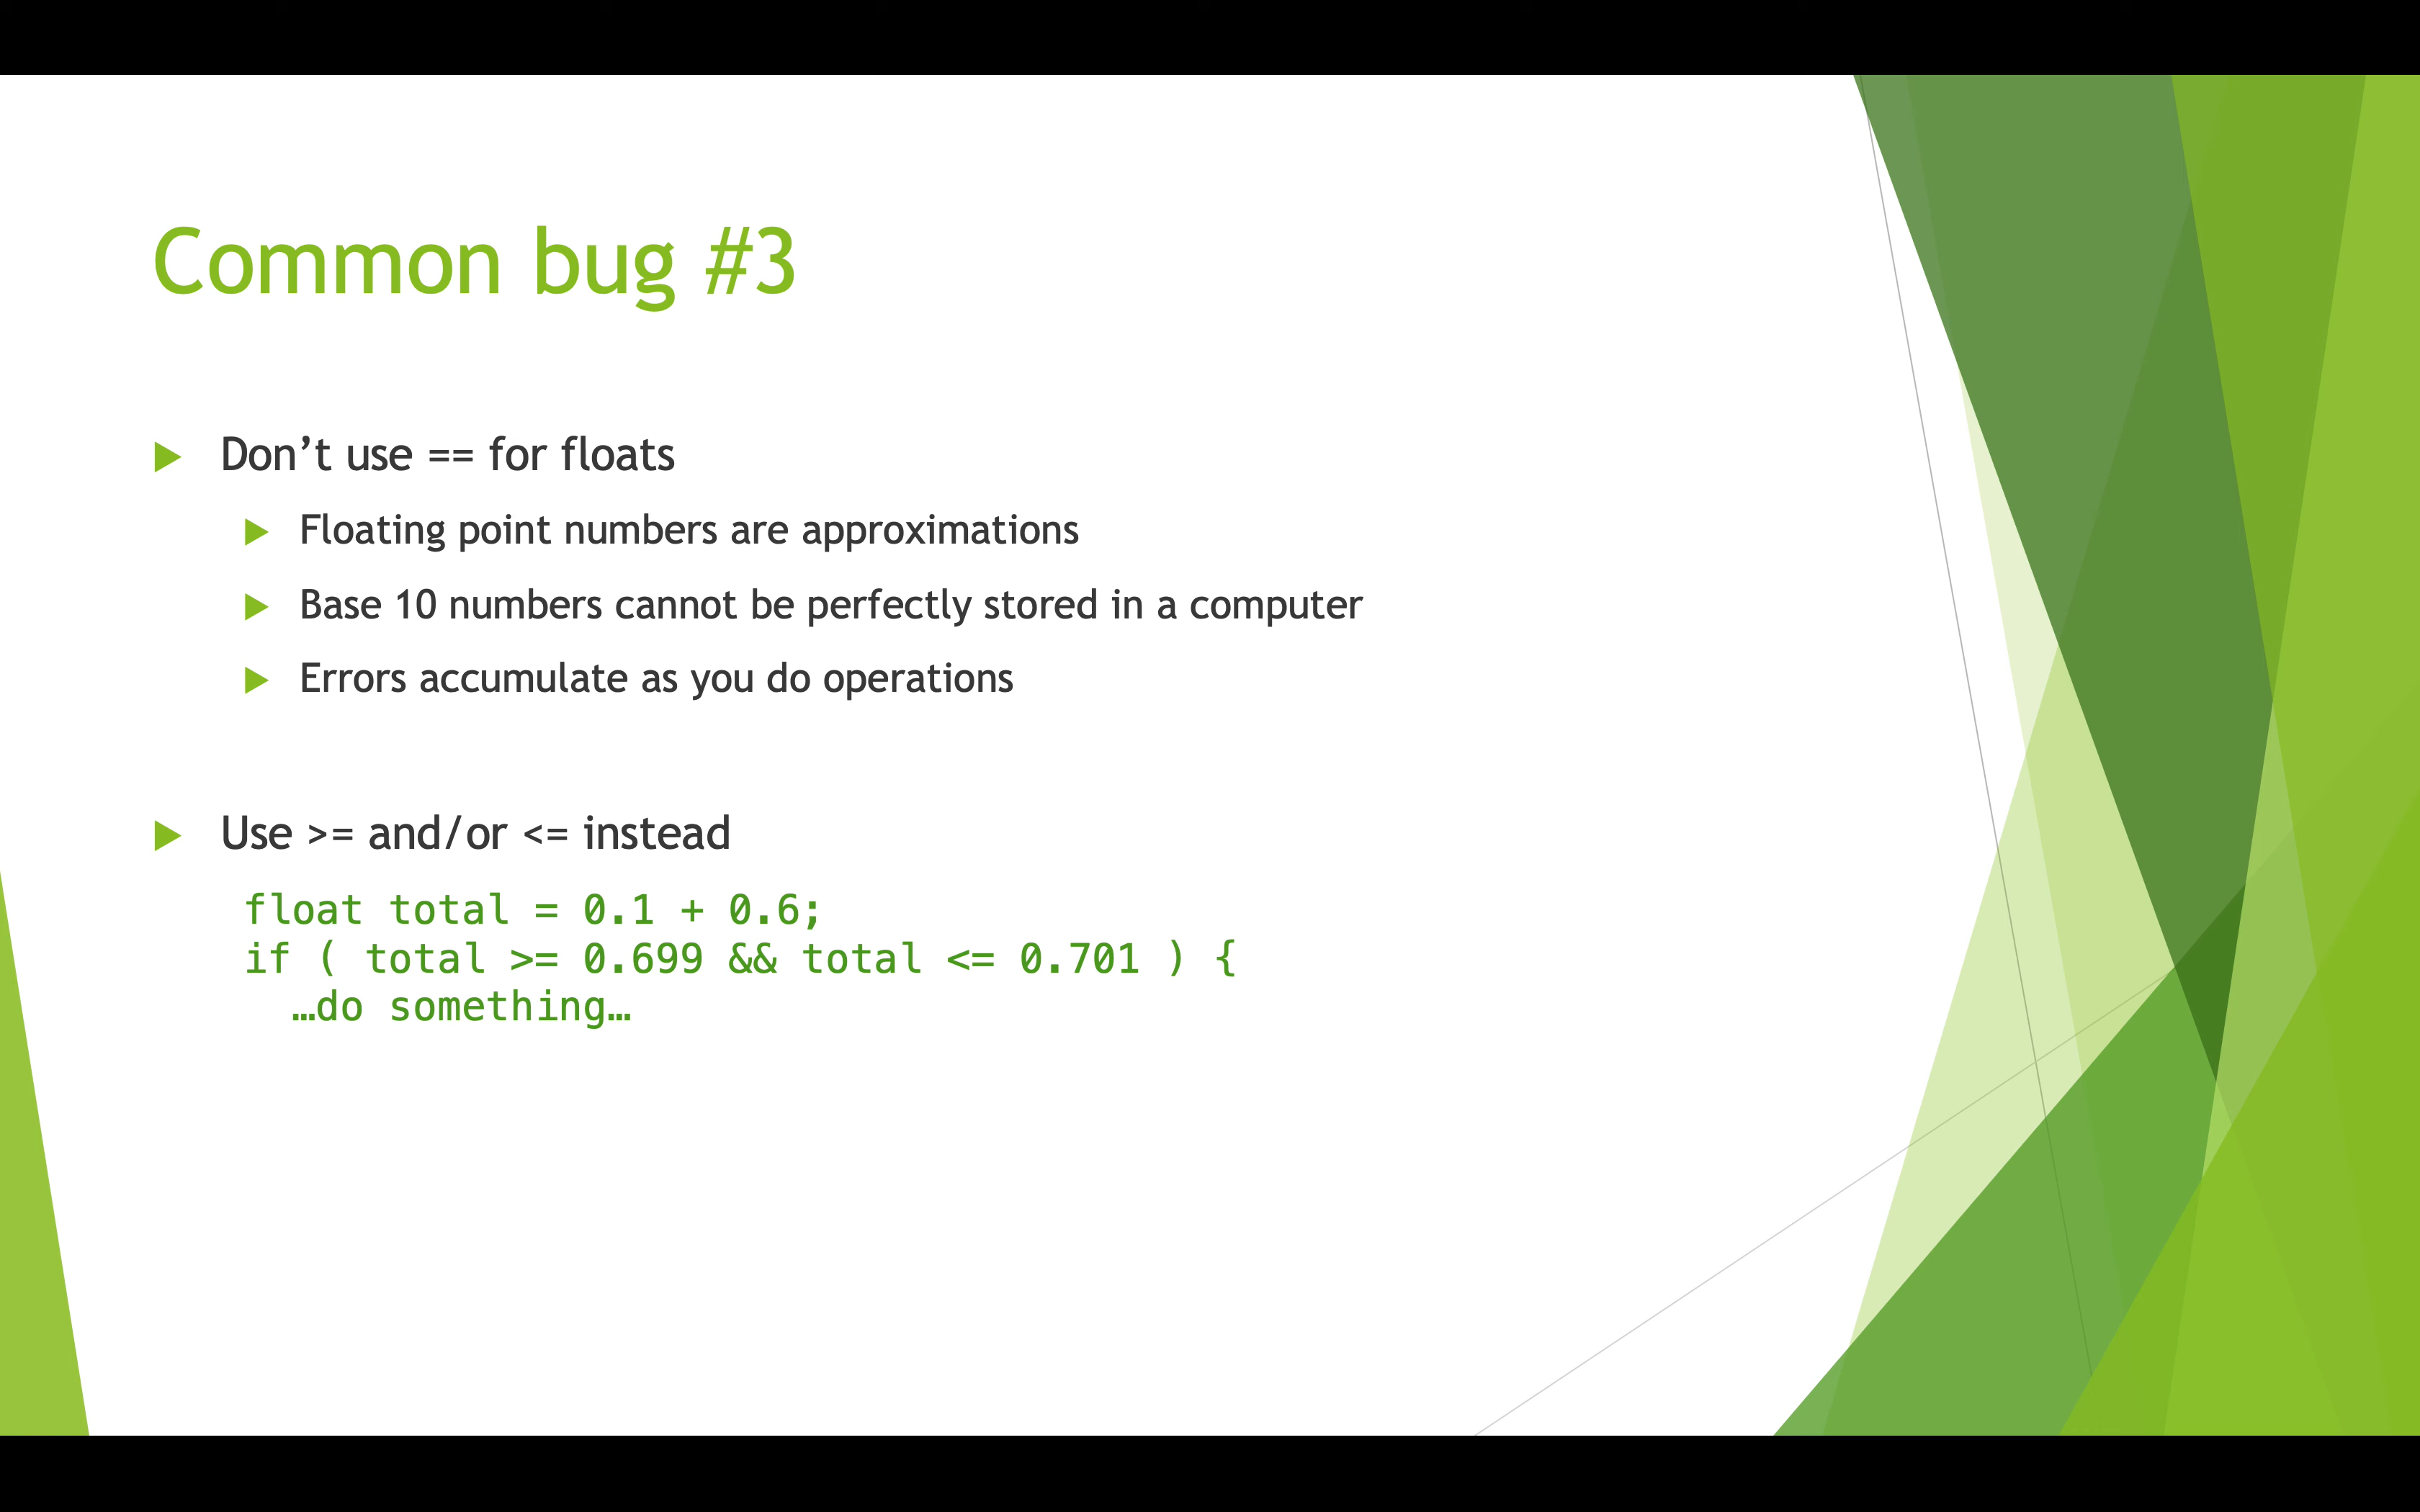 Common bug #3
Don’t use == for floats
Floating point numbers are approximations
Base 10 numbers cannot be perfectly stored in a computer
Errors accumulate as you do operations
Use >= and/or <= instead
float total = 0.1 + 0.6;
if ( total >= 0.699 && total <= 0.701 ) {
…do something…